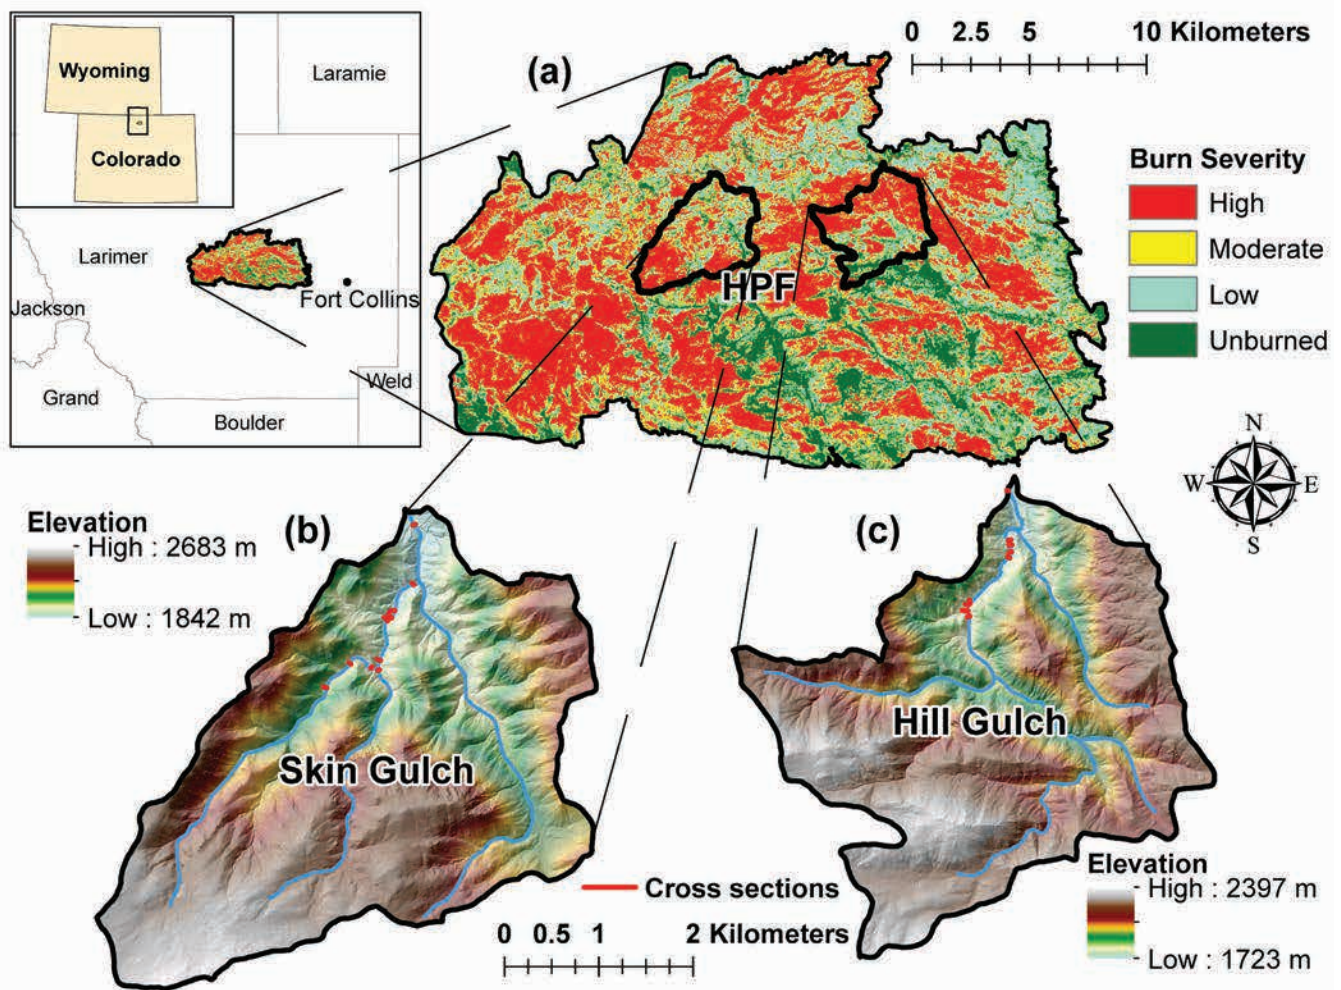 Wyoming
Colorado
Laramie
Larimer
Fort Collins
Jackson
Weld
Grand
Boulder
(a)
0 2.5 5 10 Kilometers
HPF
Burn Severity
High
Moderate
Low
Unburned
N
W E
S
Elevation
High : 2683 m
Low : 1842 m
(b)
Skin Gulch
(c)
Hill Gulch
Cross sections
0 0.5 1 2 Kilometers
Elevation
High : 2397 m
Low : 1723 m